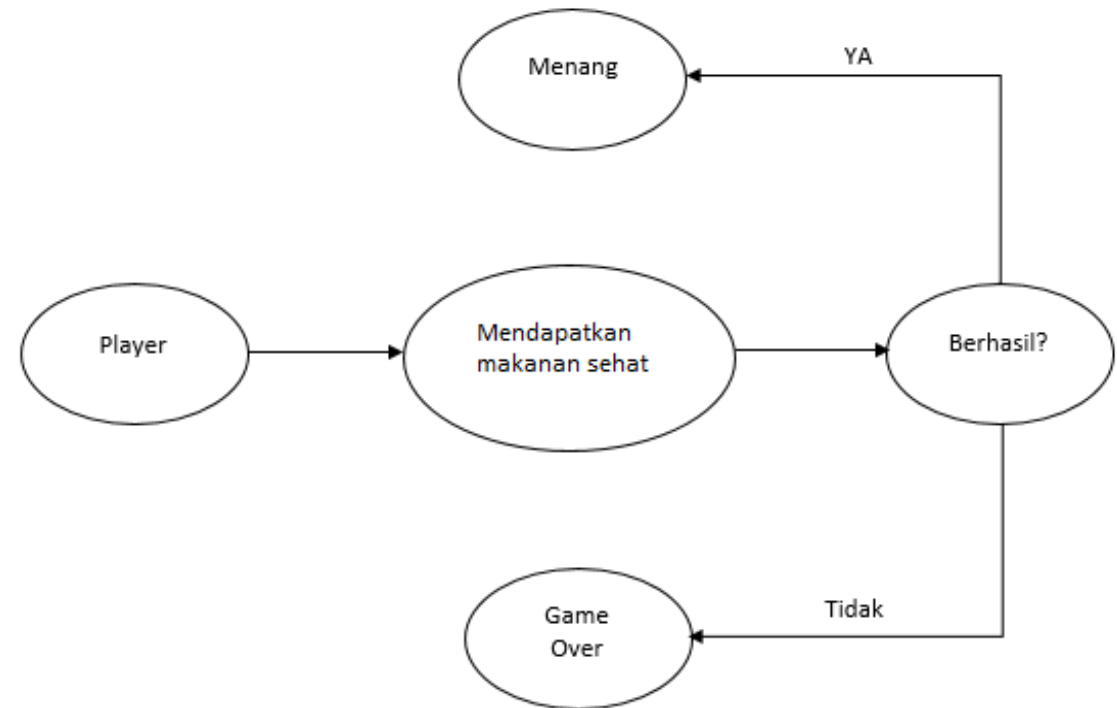 Menang
YA
Player
Mendapatkan
makanan sehat
Berhasil?
Game
Over
Tidak